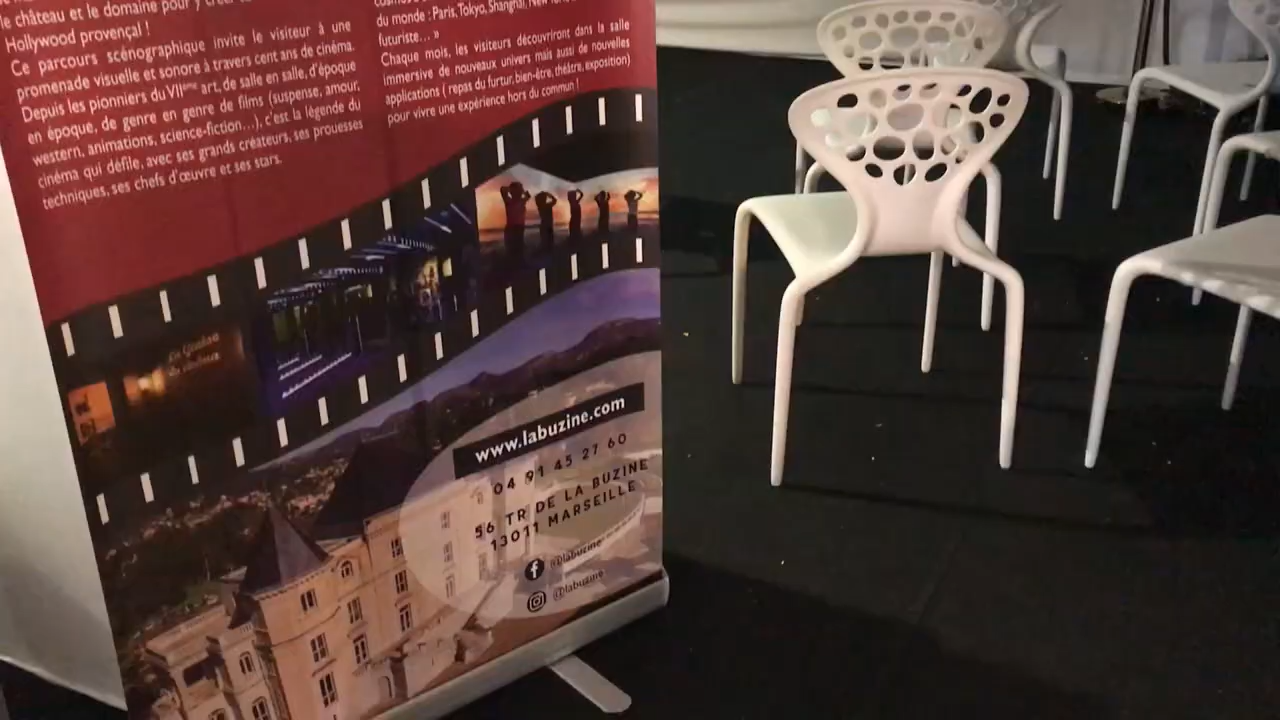 le château et le domaine pour y créer
Hollywood provençal !
Ce parcours scénographique invite le visiteur à une
promenade visuelle et sonore à travers cent ans de cinéma.
Depuis les pionniers du VIIème art, de salle en salle, d'époque
en époque, de genre en genre de films (suspense, amour,
western, animations, science-fiction...), c'est la légende du
cinéma qui défile, avec ses grands créateurs, ses prouesses
techniques, ses chefs d'œuvre et ses stars.
du monde : Paris, Tokyo, Shanghaï, New
futuriste... »
Chaque mois, les visiteurs découvriront dans la salle
immersive de nouveaux univers mais aussi de nouvelles
applications ( repas du furtur, bien-être, théâtre, exposition)
pour vivre une expérience hors du commun !
www.labuzine.com
04 91 45 27 60
56 TR DE LA BUZINE
13011 MARSEILLE
@labuzine
@labuzine